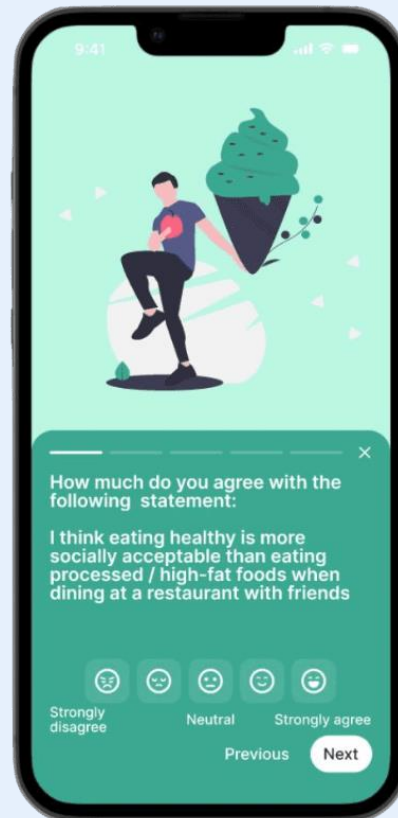 9:41
How much do you agree with the
following statement:
I think eating healthy is more
socially acceptable than eating
processed / high-fat foods when
dining at a restaurant with friends
Strongly
disagree
Neutral
Strongly agree
Previous
Next